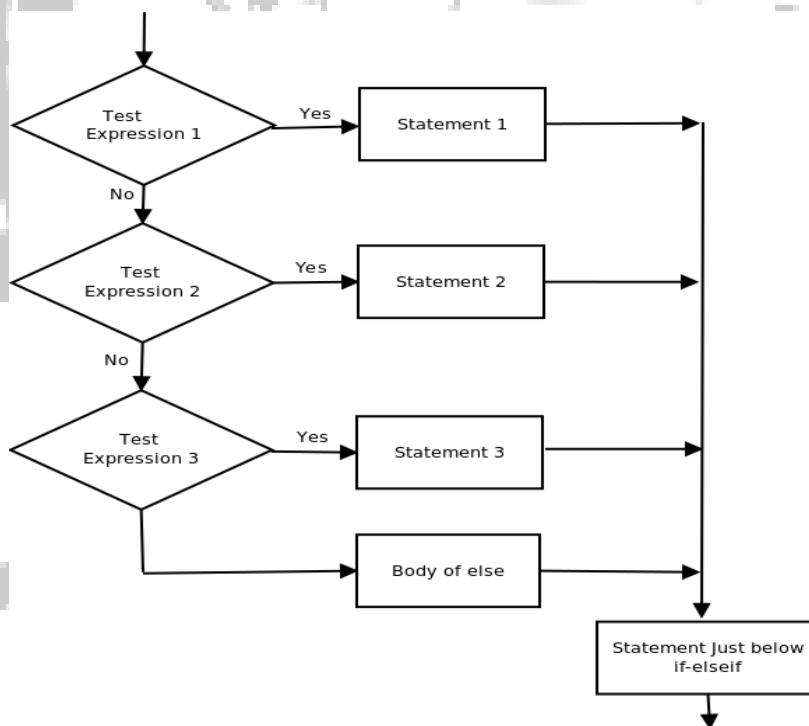 Test
Expression 1
Yes
Statement 1
No
Test
Expression 2
Yes
Statement 2
No
Test
Expression 3
Yes
Statement 3
Body of else
Statement Just below
if-elseif